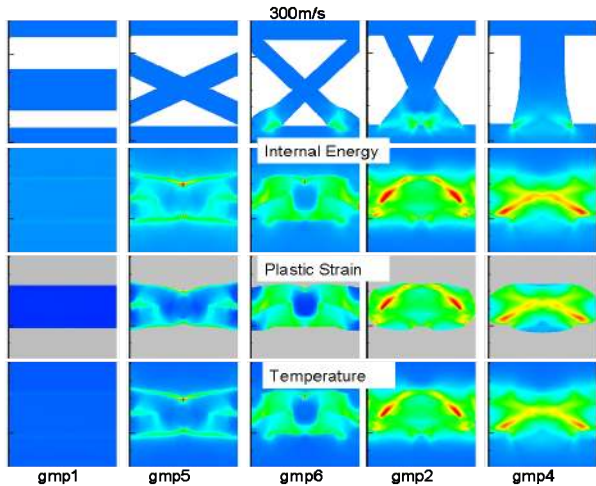 300m/s
Internal Energy
Plastic Strain
Temperature
gmp1 gmp5 gmp6 gmp2 gmp4